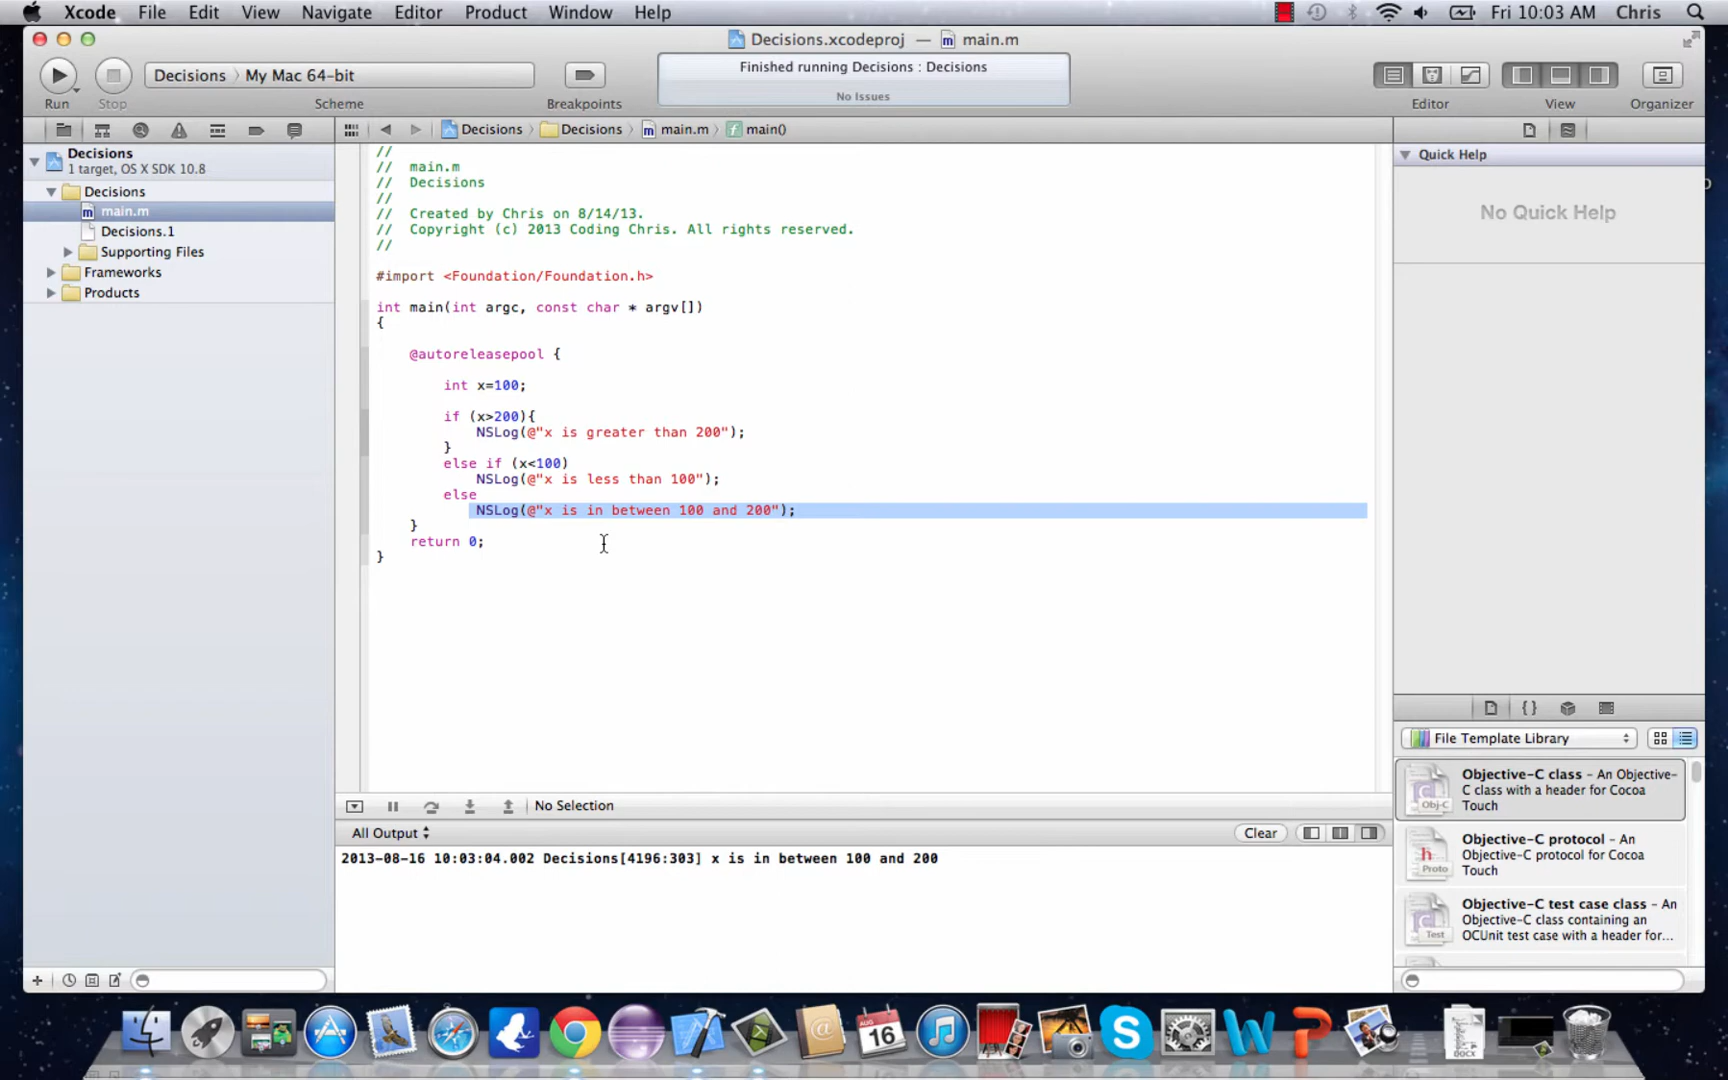 Xcode File Edit View Navigate Editor Product Window Help Fri 10:03 AM Chris
Decisions.xcodeproj — main.m
Decisions My Mac 64-bit
Finished running Decisions : Decisions
No Issues
Run Stop Scheme Breakpoints Editor View Organizer
Decisions Decisions main.m main()
Decisions
1 target, OS X SDK 10.8
Decisions
main.m
Decisions.1
Supporting Files
Frameworks
Products
//
// main.m
// Decisions
//
// Created by Chris on 8/14/13.
// Copyright (c) 2013 Coding Chris. All rights reserved.
//
#import <Foundation/Foundation.h>
int main(int argc, const char * argv[])
{
@autoreleasepool {
int x=100;
if (x>200){
NSLog(@"x is greater than 200");
}
else if (x<100)
NSLog(@"x is less than 100");
else
NSLog(@"x is in between 100 and 200");
}
return 0;
}
No Selection
All Output
Clear
2013-08-16 10:03:04.002 Decisions[4196:303] x is in between 100 and 200
Quick Help
No Quick Help
{ }
File Template Library
Obj-C
Objective-C class - An Objective-
C class with a header for Cocoa
Touch
h
Proto
Objective-C protocol - An
Objective-C protocol for Cocoa
Touch
Test
Objective-C test case class - An
Objective-C class containing an
OCUnit test case with a header for...
AUG
16
DOCX